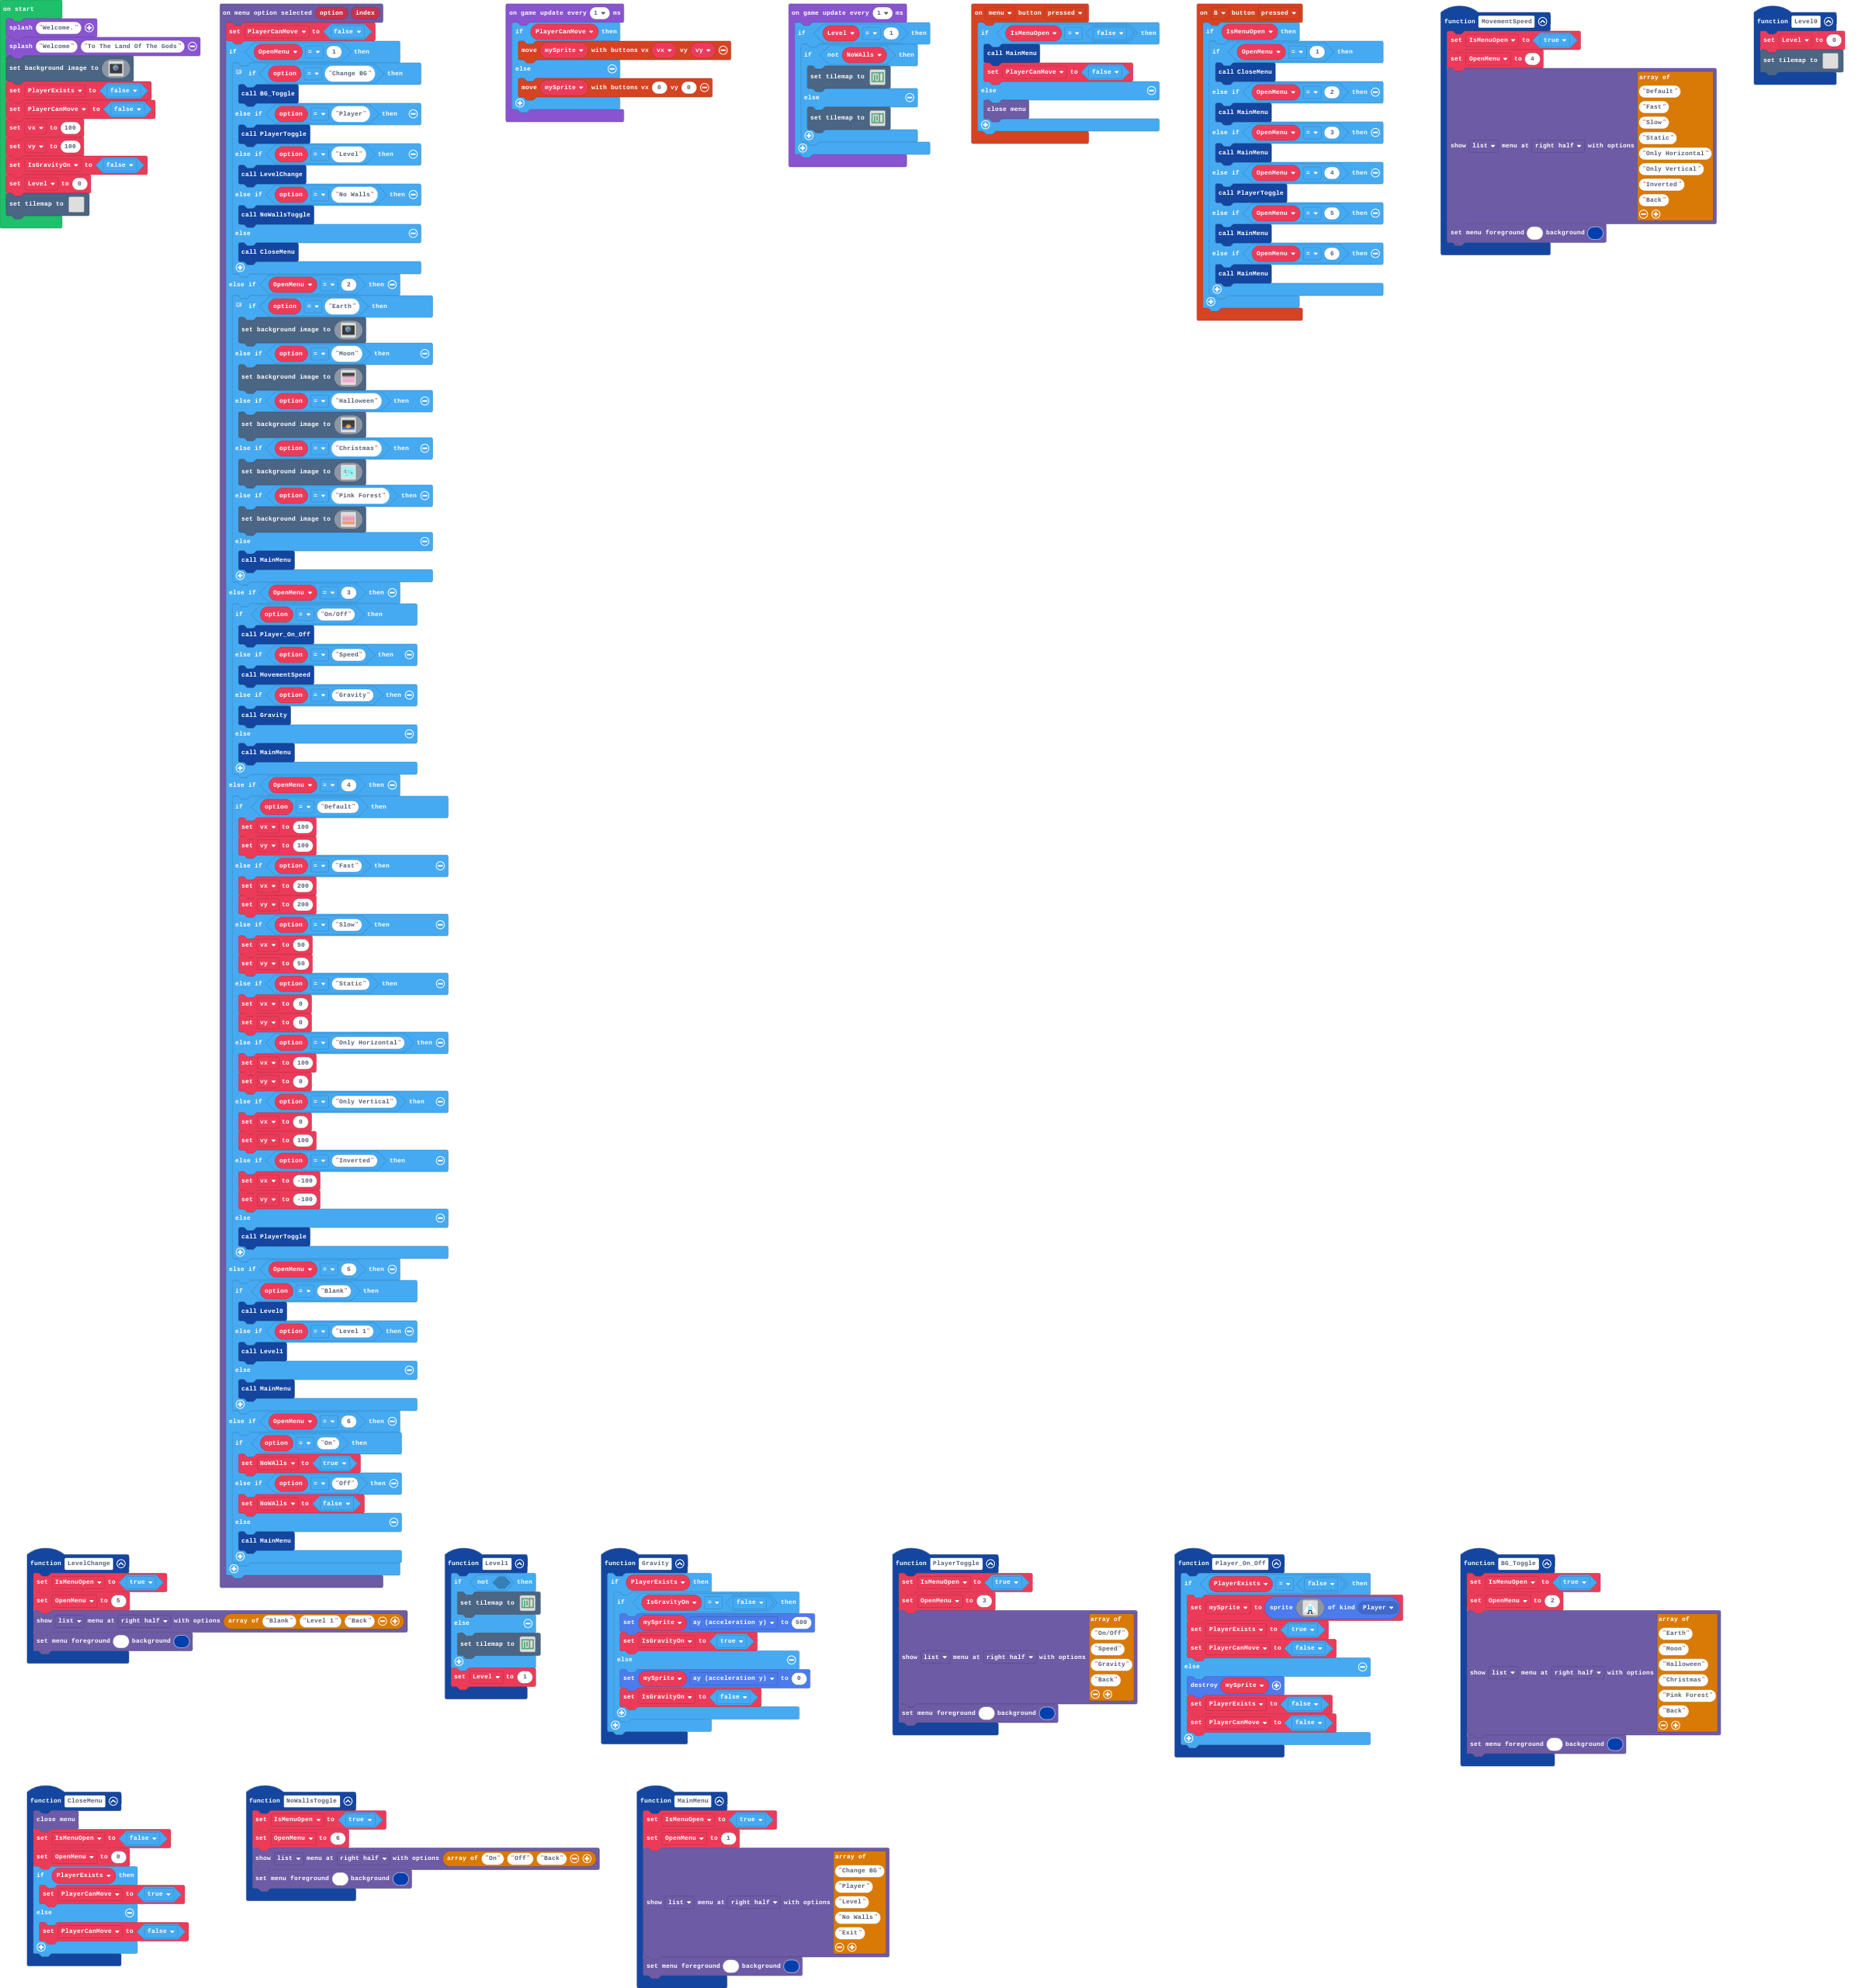 on start
splash "Welcome."
splash "Welcome" "To The Land Of The Gods"
set background image to
set PlayerExists to false
set PlayerCanMove to false
set vx to 100
set vy to 100
set IsGravityOn to false
set Level to 0
set tilemap to
on menu option selected option index
set PlayerCanMove to false
if OpenMenu = 1 then
if option = "Change BG" then
call BG_Toggle
else if option = "Player" then
call PlayerToggle
else if option = "Level" then
call LevelChange
else if option = "No Walls" then
call NoWallsToggle
else
call CloseMenu
else if OpenMenu = 2 then
if option = "Earth" then
set background image to
else if option = "Moon" then
set background image to
else if option = "Halloween" then
set background image to
else if option = "Christmas" then
set background image to
else if option = "Pink Forest" then
set background image to
else
call MainMenu
else if OpenMenu = 3 then
if option = "On/Off" then
call Player_On_Off
else if option = "Speed" then
call MovementSpeed
else if option = "Gravity" then
call Gravity
else
call MainMenu
else if OpenMenu = 4 then
if option = "Default" then
set vx to 100
set vy to 100
else if option = "Fast" then
set vx to 200
set vy to 200
else if option = "Slow" then
set vx to 50
set vy to 50
else if option = "Static" then
set vx to 0
set vy to 0
else if option = "Only Horizontal" then
set vx to 100
set vy to 0
else if option = "Only Vertical" then
set vx to 0
set vy to 100
else if option = "Inverted" then
set vx to -100
set vy to -100
else
call PlayerToggle
else if OpenMenu = 5 then
if option = "Blank" then
call Level0
else if option = "Level 1" then
call Level1
else
call MainMenu
else if OpenMenu = 6 then
if option = "On" then
set NoWAlls to true
else if option = "Off" then
set NoWAlls to false
else
call MainMenu
on game update every 1 ms
if PlayerCanMove then
move mySprite with buttons vx vx vy vy
else
move mySprite with buttons vx 0 vy 0
on game update every 1 ms
if Level = 1 then
if not NoWAlls then
set tilemap to
else
set tilemap to
on menu button pressed
if IsMenuOpen = false then
call MainMenu
set PlayerCanMove to false
else
close menu
on B button pressed
if IsMenuOpen then
if OpenMenu = 1 then
call CloseMenu
else if OpenMenu = 2 then
call MainMenu
else if OpenMenu = 3 then
call MainMenu
else if OpenMenu = 4 then
call PlayerToggle
else if OpenMenu = 5 then
call MainMenu
else if OpenMenu = 6 then
call MainMenu
function MovementSpeed
set IsMenuOpen to true
set OpenMenu to 4
show list menu at right half with options
array of
"Default"
"Fast"
"Slow"
"Static"
"Only Horizontal"
"Only Vertical"
"Inverted"
"Back"
set menu foreground background
function Level0
set Level to 0
set tilemap to
function LevelChange
set IsMenuOpen to true
set OpenMenu to 5
show list menu at right half with options array of "Blank" "Level 1" "Back"
set menu foreground background
function Level1
if not then
set tilemap to
else
set tilemap to
set Level to 1
function Gravity
if PlayerExists then
if IsGravityOn = false then
set mySprite ay (acceleration y) to 500
set IsGravityOn to true
else
set mySprite ay (acceleration y) to 0
set IsGravityOn to false
function PlayerToggle
set IsMenuOpen to true
set OpenMenu to 3
show list menu at right half with options
array of
"On/Off"
"Speed"
"Gravity"
"Back"
set menu foreground background
function Player_On_Off
if PlayerExists = false then
set mySprite to sprite of kind Player
set PlayerExists to true
set PlayerCanMove to false
else
destroy mySprite
set PlayerExists to false
set PlayerCanMove to false
function BG_Toggle
set IsMenuOpen to true
set OpenMenu to 2
show list menu at right half with options
array of
"Earth"
"Moon"
"Halloween"
"Christmas"
"Pink Forest"
"Back"
set menu foreground background
function CloseMenu
close menu
set IsMenuOpen to false
set OpenMenu to 0
if PlayerExists then
set PlayerCanMove to true
else
set PlayerCanMove to false
function NoWallsToggle
set IsMenuOpen to true
set OpenMenu to 6
show list menu at right half with options array of "On" "Off" "Back"
set menu foreground background
function MainMenu
set IsMenuOpen to true
set OpenMenu to 1
show list menu at right half with options
array of
"Change BG"
"Player"
"Level"
"No Walls"
"Exit"
set menu foreground background